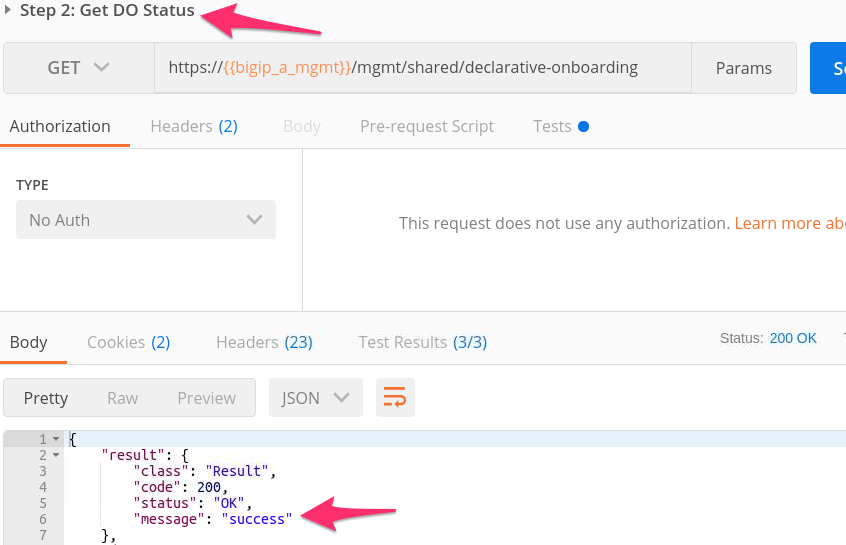 Step 2: Get DO Status
GET https://{{bigip_a_mgmt}}/mgmt/shared/declarative-onboarding Params
Authorization Headers (2) Body Pre-request Script Tests
TYPE
No Auth
This request does not use any authorization. Learn more
Body Cookies (2) Headers (23) Test Results (3/3) Status: 200 OK
Pretty Raw Preview JSON
1 {
2 "result": {
3 "class": "Result",
4 "code": 200,
5 "status": "OK",
6 "message": "success"
7 },